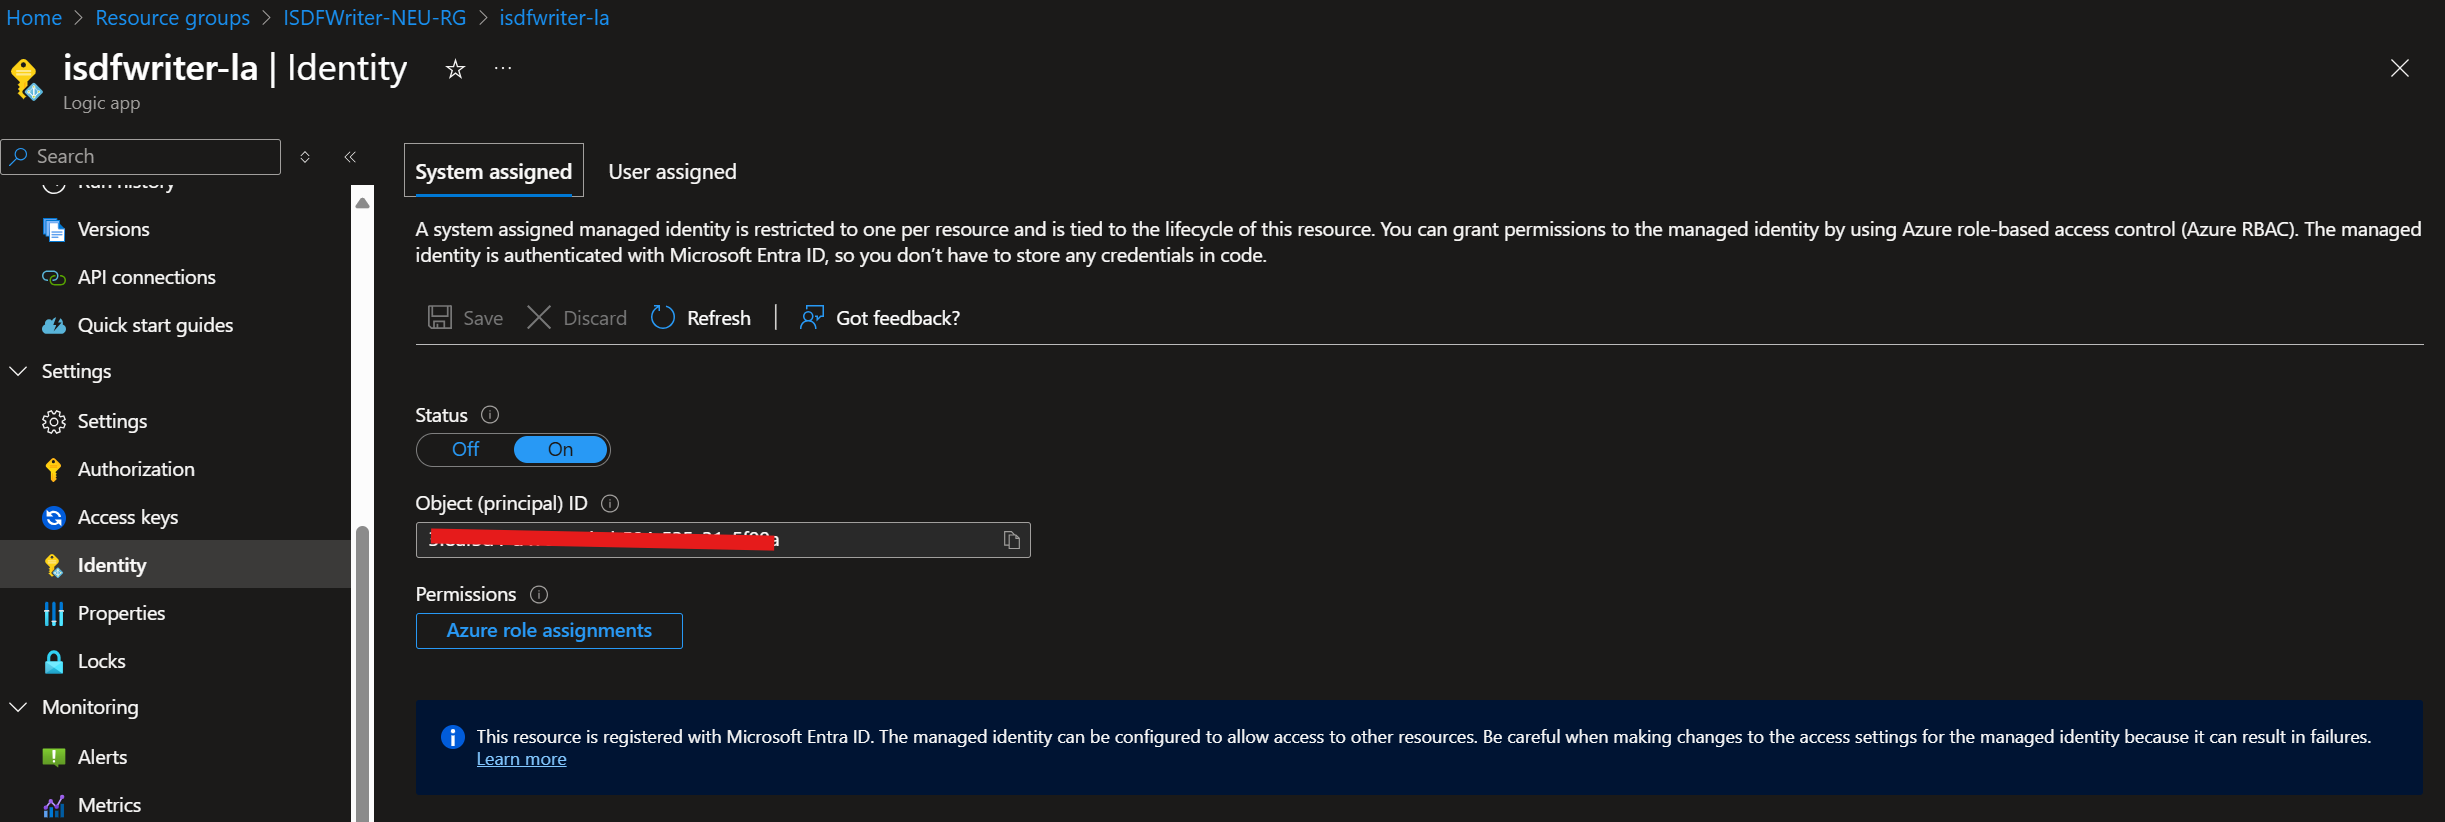 Home > Resource groups > ISDFWriter-NEU-RG > isdfwriter-la
isdfwriter-la | Identity
Logic app
Search
Run history
Versions
API connections
Quick start guides
Settings
Settings
Authorization
Access keys
Identity
Properties
Locks
Monitoring
Alerts
Metrics
System assigned User assigned
A system assigned managed identity is restricted to one per resource and is tied to the lifecycle of this resource. You can grant permissions to the managed identity by using Azure role-based access control (Azure RBAC). The managed
identity is authenticated with Microsoft Entra ID, so you don’t have to store any credentials in code.
Save Discard Refresh | Got feedback?
Status
Off On
Object (principal) ID
Permissions
Azure role assignments
This resource is registered with Microsoft Entra ID. The managed identity can be configured to allow access to other resources. Be careful when making changes to the access settings for the managed identity because it can result in failures.
Learn more